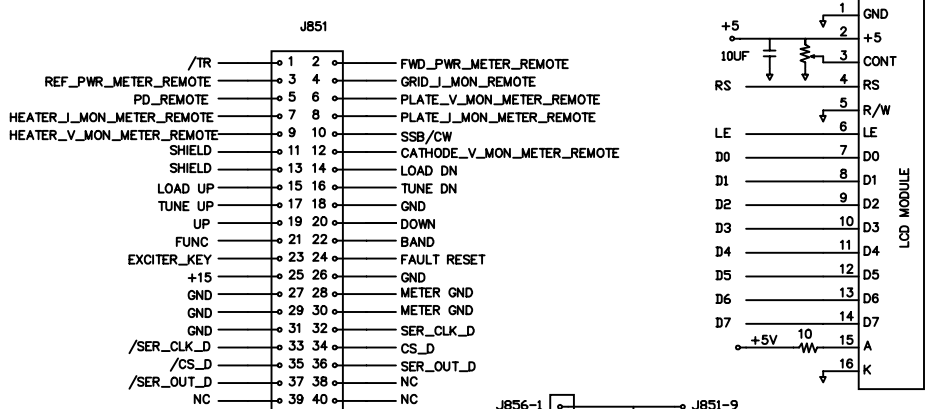 J851
/TR 1 2 FWD_PWR_METER_REMOTE
REF_PWR_METER_REMOTE 3 4 GRID_I_MON_REMOTE
PD_REMOTE 5 6 PLATE_V_MON_METER_REMOTE
HEATER_I_MON_METER_REMOTE 7 8 PLATE_I_MON_METER_REMOTE
HEATER_V_MON_METER_REMOTE 9 10 SSB/CW
SHIELD 11 12 CATHODE_V_MON_METER_REMOTE
SHIELD 13 14 LOAD DN
LOAD UP 15 16 TUNE DN
TUNE UP 17 18 GND
UP 19 20 DOWN
FUNC 21 22 BAND
EXCITER_KEY 23 24 FAULT RESET
+15 25 26 GND
GND 27 28 METER GND
GND 29 30 METER GND
GND 31 32 SER_CLK_D
/SER_CLK_D 33 34 CS_D
/CS_D 35 36 SER_OUT_D
/SER_OUT_D 37 38 NC
NC 39 40 NC
1 GND
+5 2 +5
10UF 3 CONT
RS 4 RS
5 R/W
LE 6 LE
D0 7 D0
D1 8 D1
D2 9 D2
D3 10 D3
D4 11 D4
D5 12 D5
D6 13 D6
D7 14 D7
+5V 10 15 A
16 K
LCD MODULE
J856-1 J851-9